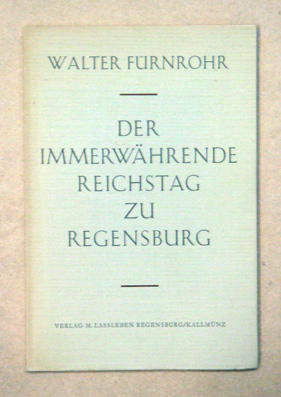 WALTER FÜRNROHR
DER
IMMERWÄHRENDE
REICHSTAG
ZU
REGENSBURG
VERLAG M. LASSLEBEN REGENSBURG/KALLMÜNZ